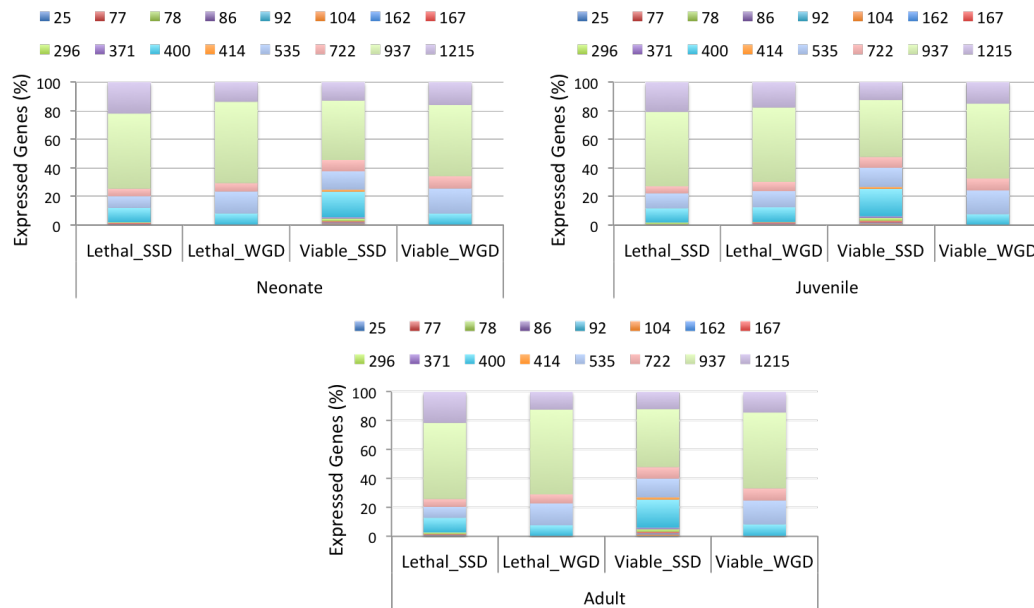 25 77 78 86 92 104 162 167
296 371 400 414 535 722 937 1215
Expressed Genes (%)
100
80
60
40
20
0
Lethal_SSD Lethal_WGD Viable_SSD Viable_WGD
Neonate
25 77 78 86 92 104 162 167
296 371 400 414 535 722 937 1215
Expressed Genes (%)
100
80
60
40
20
0
Lethal_SSD Lethal_WGD Viable_SSD Viable_WGD
Juvenile
25 77 78 86 92 104 162 167
296 371 400 414 535 722 937 1215
Expressed Genes (%)
100
80
60
40
20
0
Lethal_SSD Lethal_WGD Viable_SSD Viable_WGD
Adult